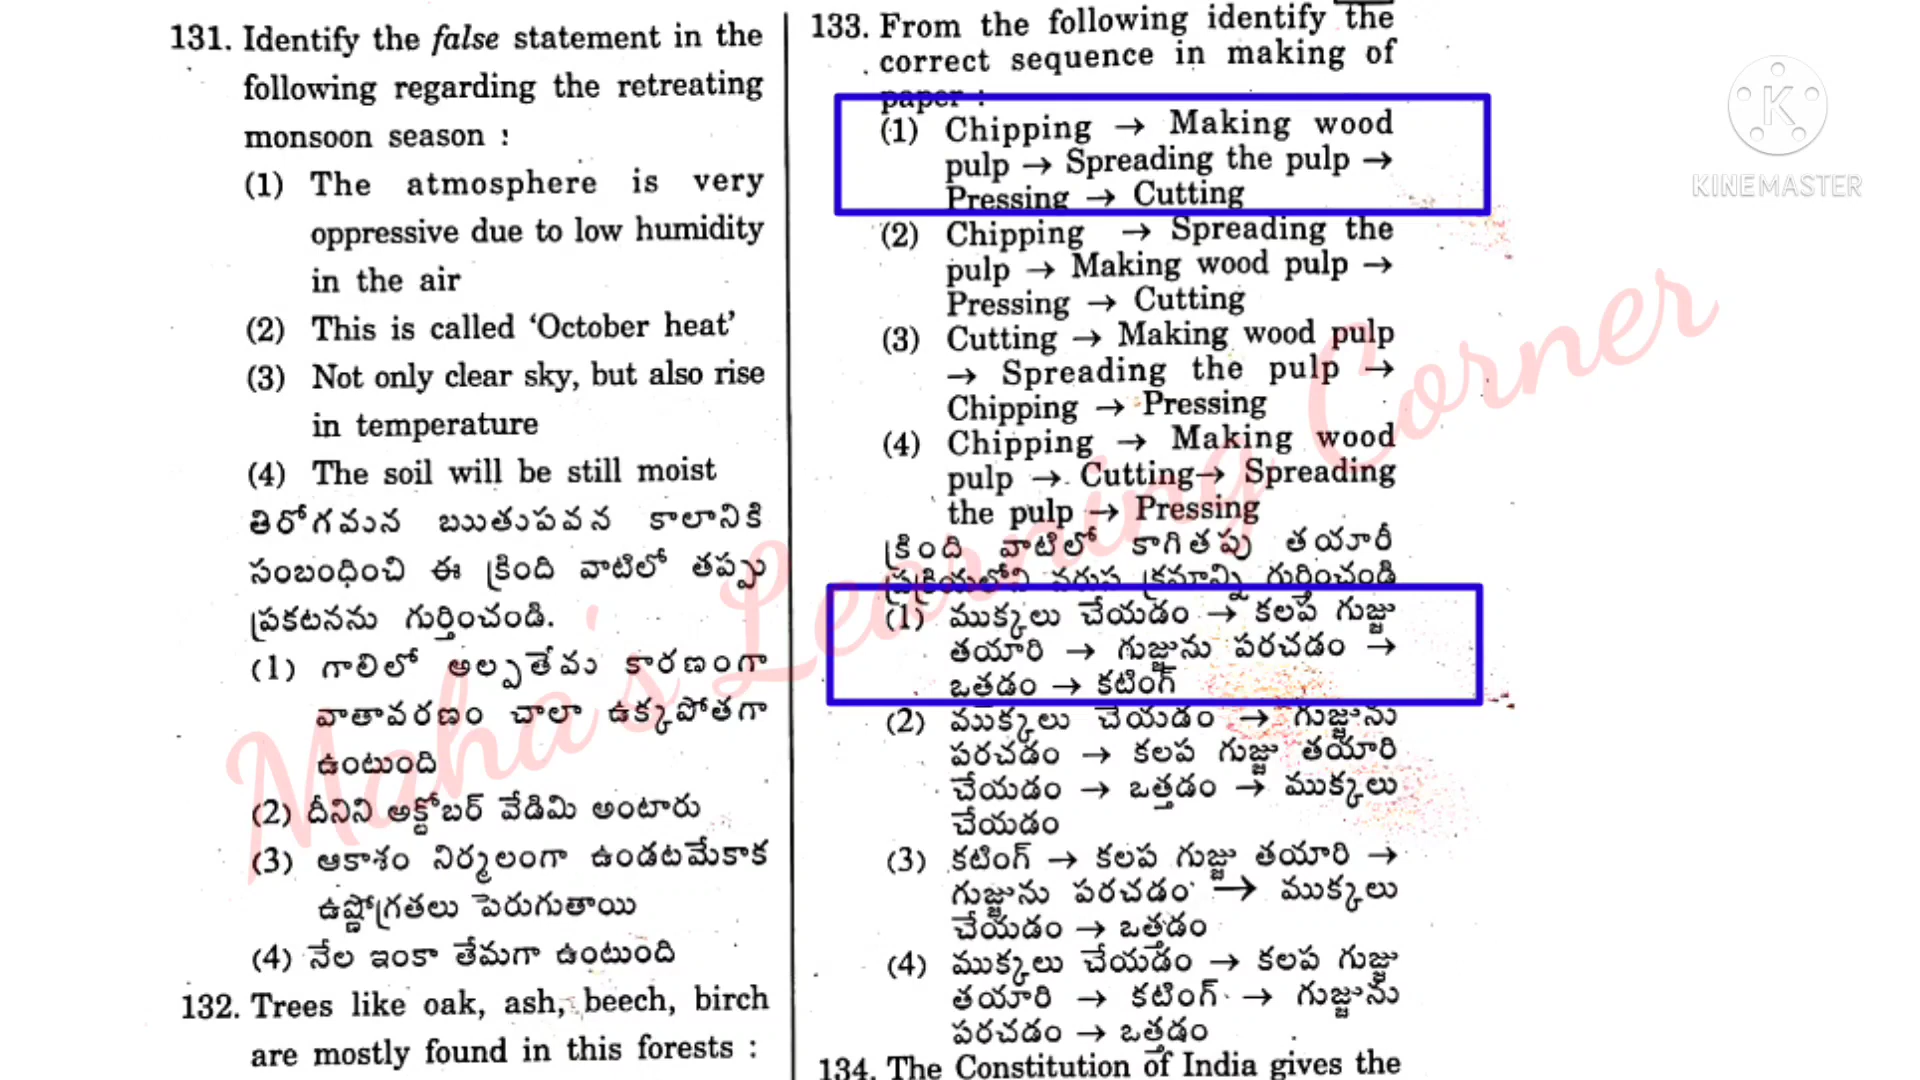 131. Identify the false statement in the
following regarding the retreating
monsoon season :
(1) The atmosphere is very
oppressive due to low humidity
in the air
(2) This is called ‘October heat’
(3) Not only clear sky, but also rise
in temperature
(4) The soil will be still moist
తిరోగమన ఋతుపవన కాలానికి
సంబంధించి ఈ క్రింది వాటిలో తప్పు
ప్రకటనను గుర్తించండి.
(1) గాలిలో అల్పతేమ కారణంగా
వాతావరణం చాలా ఉక్కపోతగా
ఉంటుంది
(2) దీనిని అక్టోబర్ వేడిమి అంటారు
(3) ఆకాశం నిర్మలంగా ఉండటమేకాక
ఉష్ణోగ్రతలు పెరుగుతాయి
(4) నేల ఇంకా తేమగా ఉంటుంది
132. Trees like oak, ash, beech, birch
are mostly found in this forests :
133. From the following identify the
correct sequence in making of
paper :
(1) Chipping → Making wood
pulp → Spreading the pulp →
Pressing → Cutting
(2) Chipping → Spreading the
pulp → Making wood pulp →
Pressing → Cutting
(3) Cutting → Making wood pulp
→ Spreading the pulp →
Chipping → Pressing
(4) Chipping → Making wood
pulp → Cutting→ Spreading
the pulp → Pressing
క్రింది వాటిలో కాగితపు తయారీ
ప్రక్రియలోని వరుస క్రమాన్ని గుర్తించండి
(1) ముక్కలు చేయడం → కలప గుజ్జు
తయారి → గుజ్జును పరచడం →
ఒత్తడం → కటింగ్
(2) ముక్కలు చేయడం → గుజ్జును
పరచడం → కలప గుజ్జు తయారి
చేయడం → ఒత్తడం → ముక్కలు
చేయడం
(3) కటింగ్ → కలప గుజ్జు తయారి →
గుజ్జును పరచడం → ముక్కలు
చేయడం → ఒత్తడం
(4) ముక్కలు చేయడం → కలప గుజ్జు
తయారి → కటింగ్ → గుజ్జును
పరచడం → ఒత్తడం
134. The Constitution of India gives the
Maha's Learning Corner
K
KINEMASTER